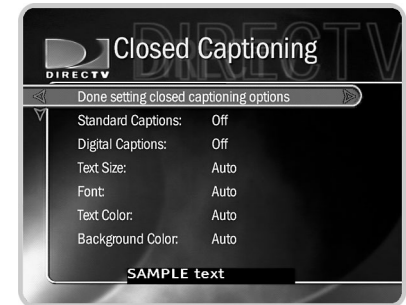 DIRECTV
Closed Captioning
DIRECTV
Done setting closed captioning options
Standard Captions: Off
Digital Captions: Off
Text Size: Auto
Font: Auto
Text Color: Auto
Background Color: Auto
SAMPLE text